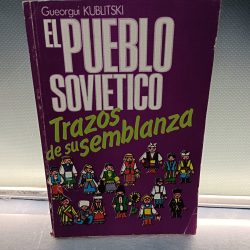 Gueorgui KUBLITSKI
EL PUEBLO
SOVIETICO
Trazos
de su semblanza